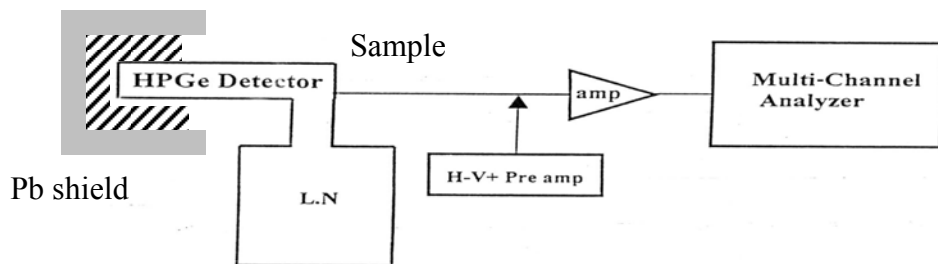 Sample
HPGe Detector
amp
Multi-Channel
Analyzer
H-V+ Pre amp
Pb shield
L.N